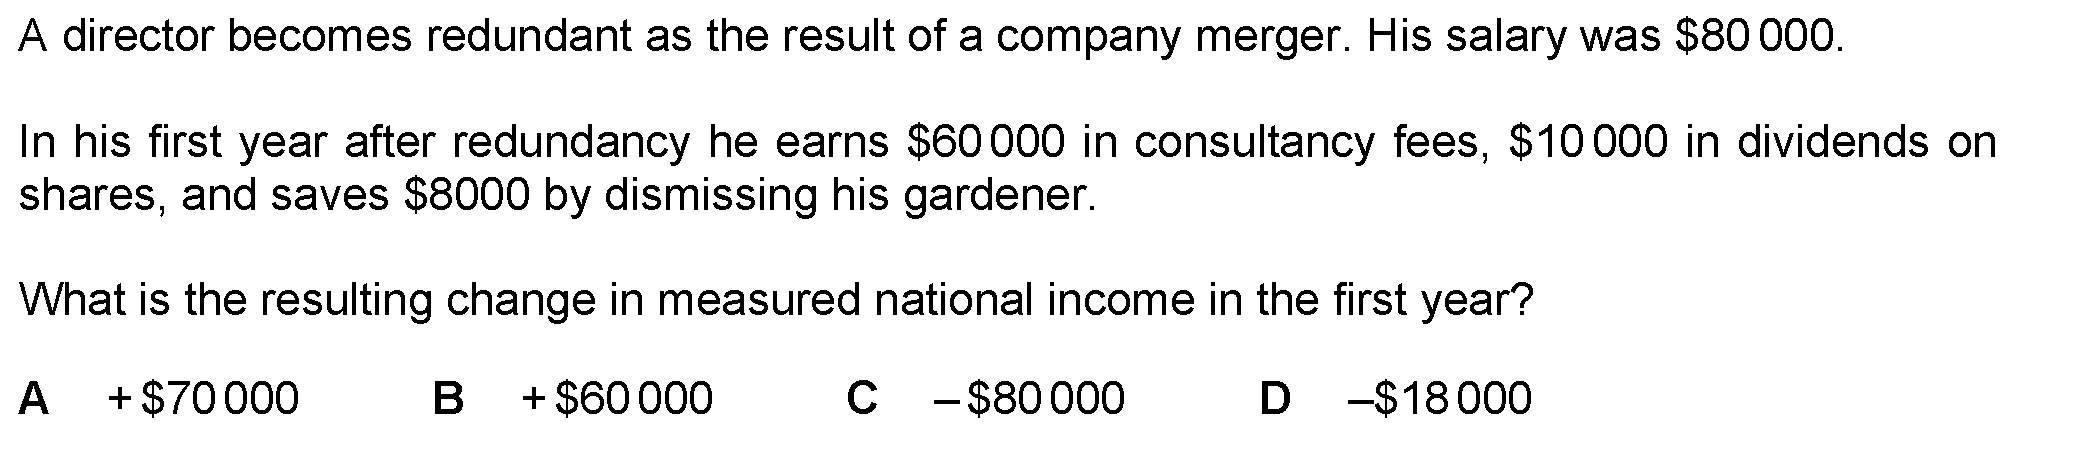 A director becomes redundant as the result of a company merger. His salary was $80 000.
In his first year after redundancy he earns $60 000 in consultancy fees, $10 000 in dividends on
shares, and saves $8000 by dismissing his gardener.
What is the resulting change in measured national income in the first year?
A +$70 000 B +$60 000 C –$80 000 D –$18 000